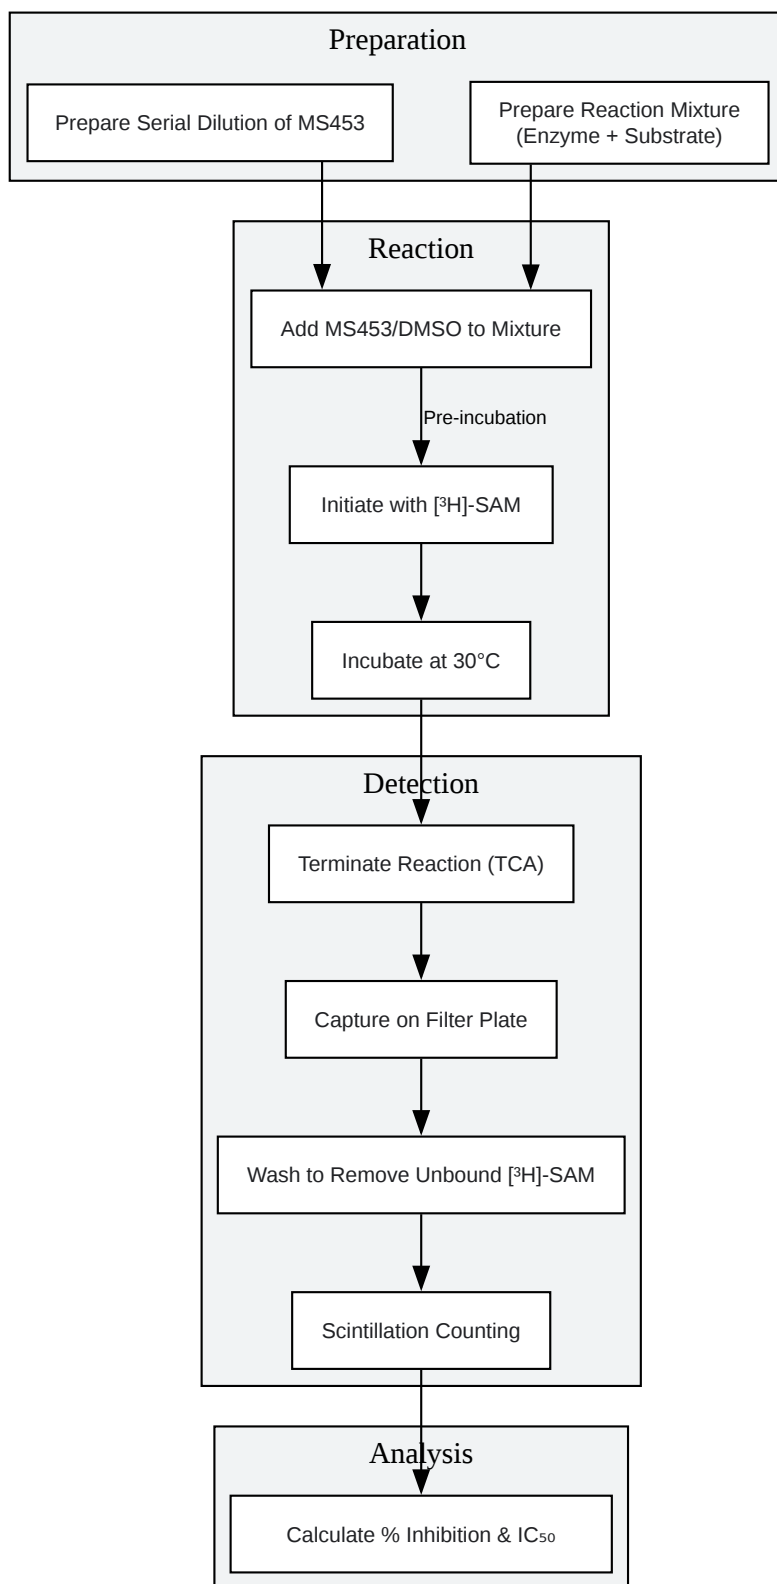 Preparation
Prepare Serial Dilution of MS453
Prepare Reaction Mixture
(Enzyme + Substrate)
Reaction
Add MS453/DMSO to Mixture
Pre-incubation
Initiate with [³H]-SAM
Incubate at 30°C
Detection
Terminate Reaction (TCA)
Capture on Filter Plate
Wash to Remove Unbound [³H]-SAM
Scintillation Counting
Analysis
Calculate % Inhibition & IC₅₀